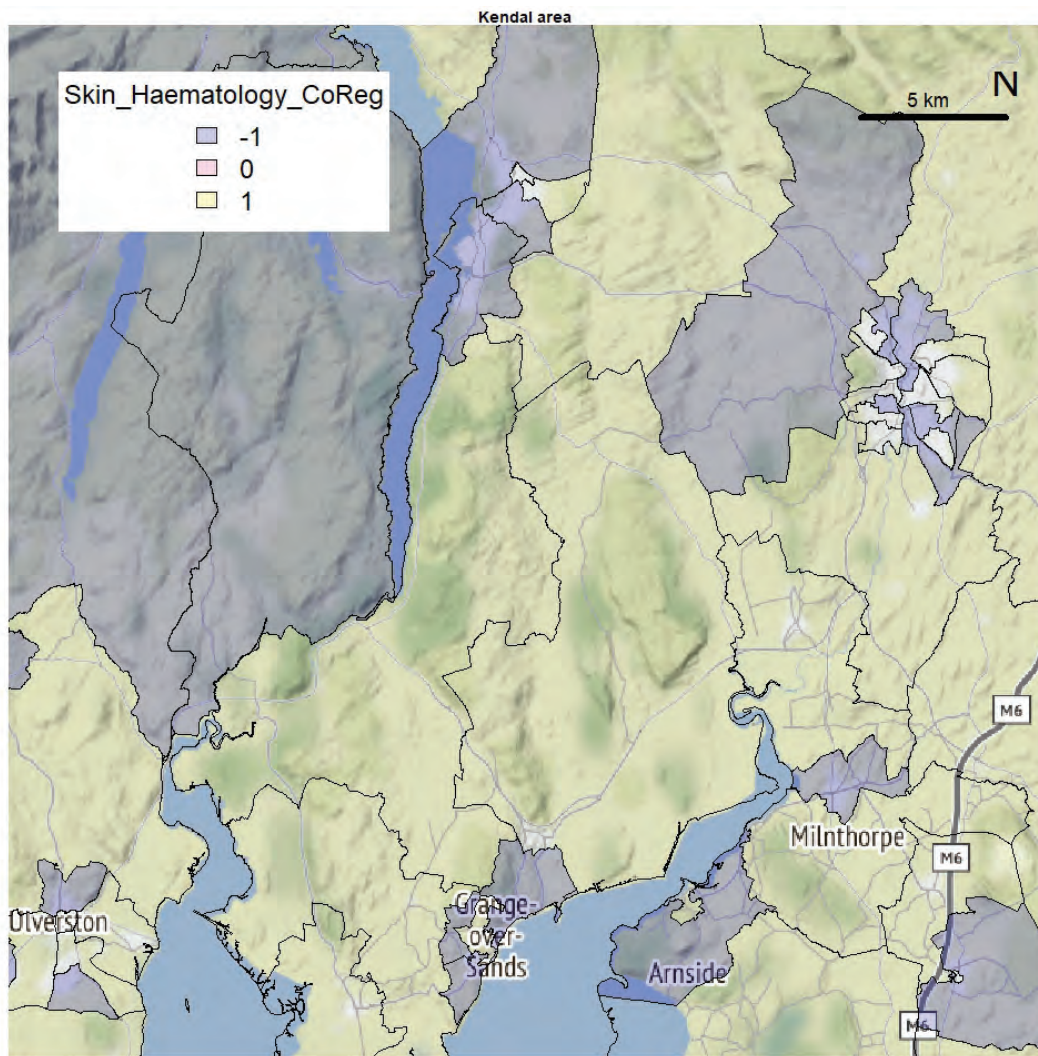 Kendal area
Skin_Haematology_CoReg
-1
0
1
N
5 km
M6
Milnthorpe
M6
Grange-
over-
Sands
Ulverston
Arnside
M6